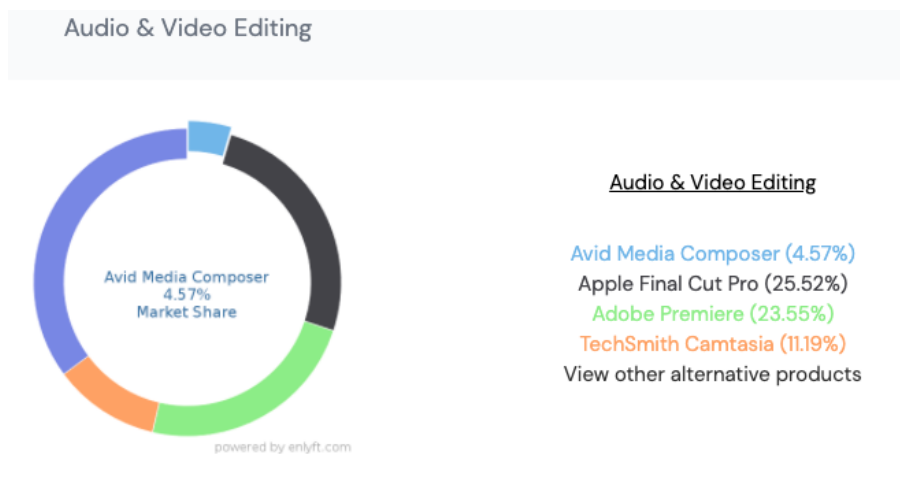 Audio & Video Editing
Avid Media Composer
4.57%
Market Share
powered by enlyft.com
Audio & Video Editing
Avid Media Composer (4.57%)
Apple Final Cut Pro (25.52%)
Adobe Premiere (23.55%)
TechSmith Camtasia (11.19%)
View other alternative products